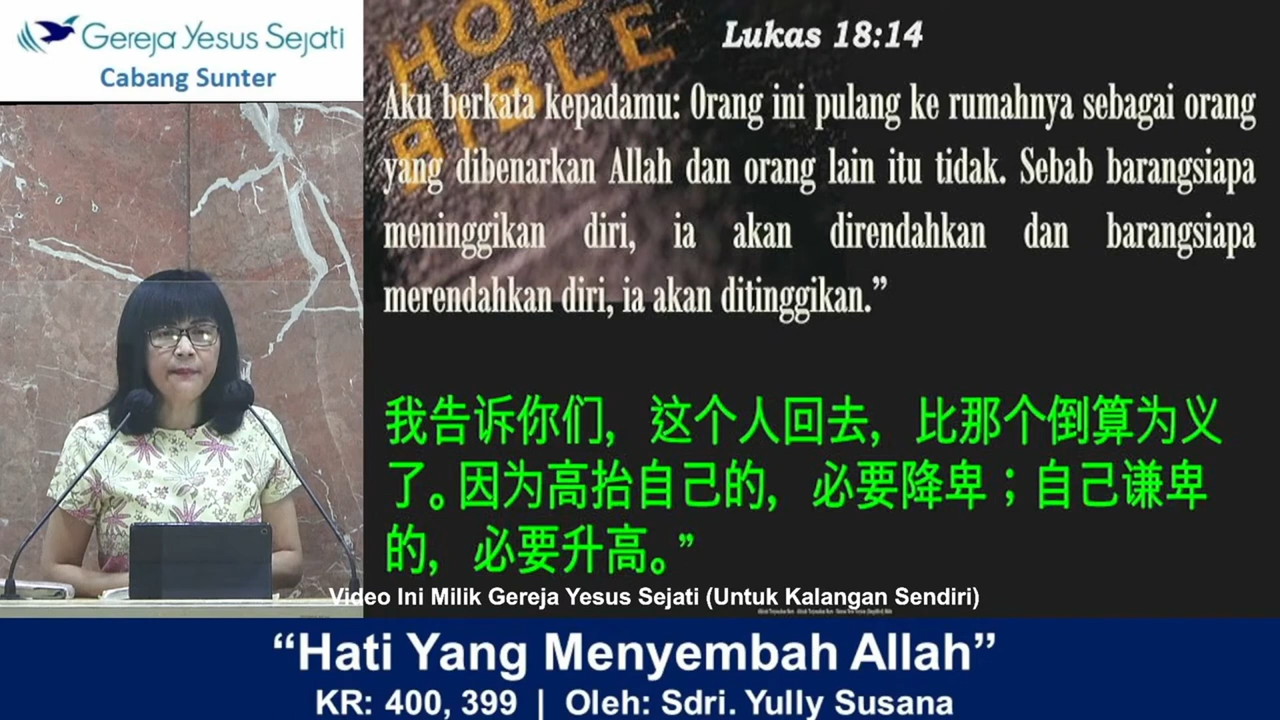 Gereja Yesus Sejati
Cabang Sunter
HOLY
BIBLE
Lukas 18:14
Aku berkata kepadamu: Orang ini pulang ke rumahnya sebagai orang
yang dibenarkan Allah dan orang lain itu tidak. Sebab barangsiapa
meninggikan diri, ia akan direndahkan dan barangsiapa
merendahkan diri, ia akan ditinggikan.”
我告诉你们，这个人回去，比那个倒算为义
了。因为高抬自己的，必要降卑；自己谦卑
的，必要升高。”
Video Ini Milik Gereja Yesus Sejati (Untuk Kalangan Sendiri)
“Hati Yang Menyembah Allah”
KR: 400, 399 | Oleh: Sdri. Yully Susana